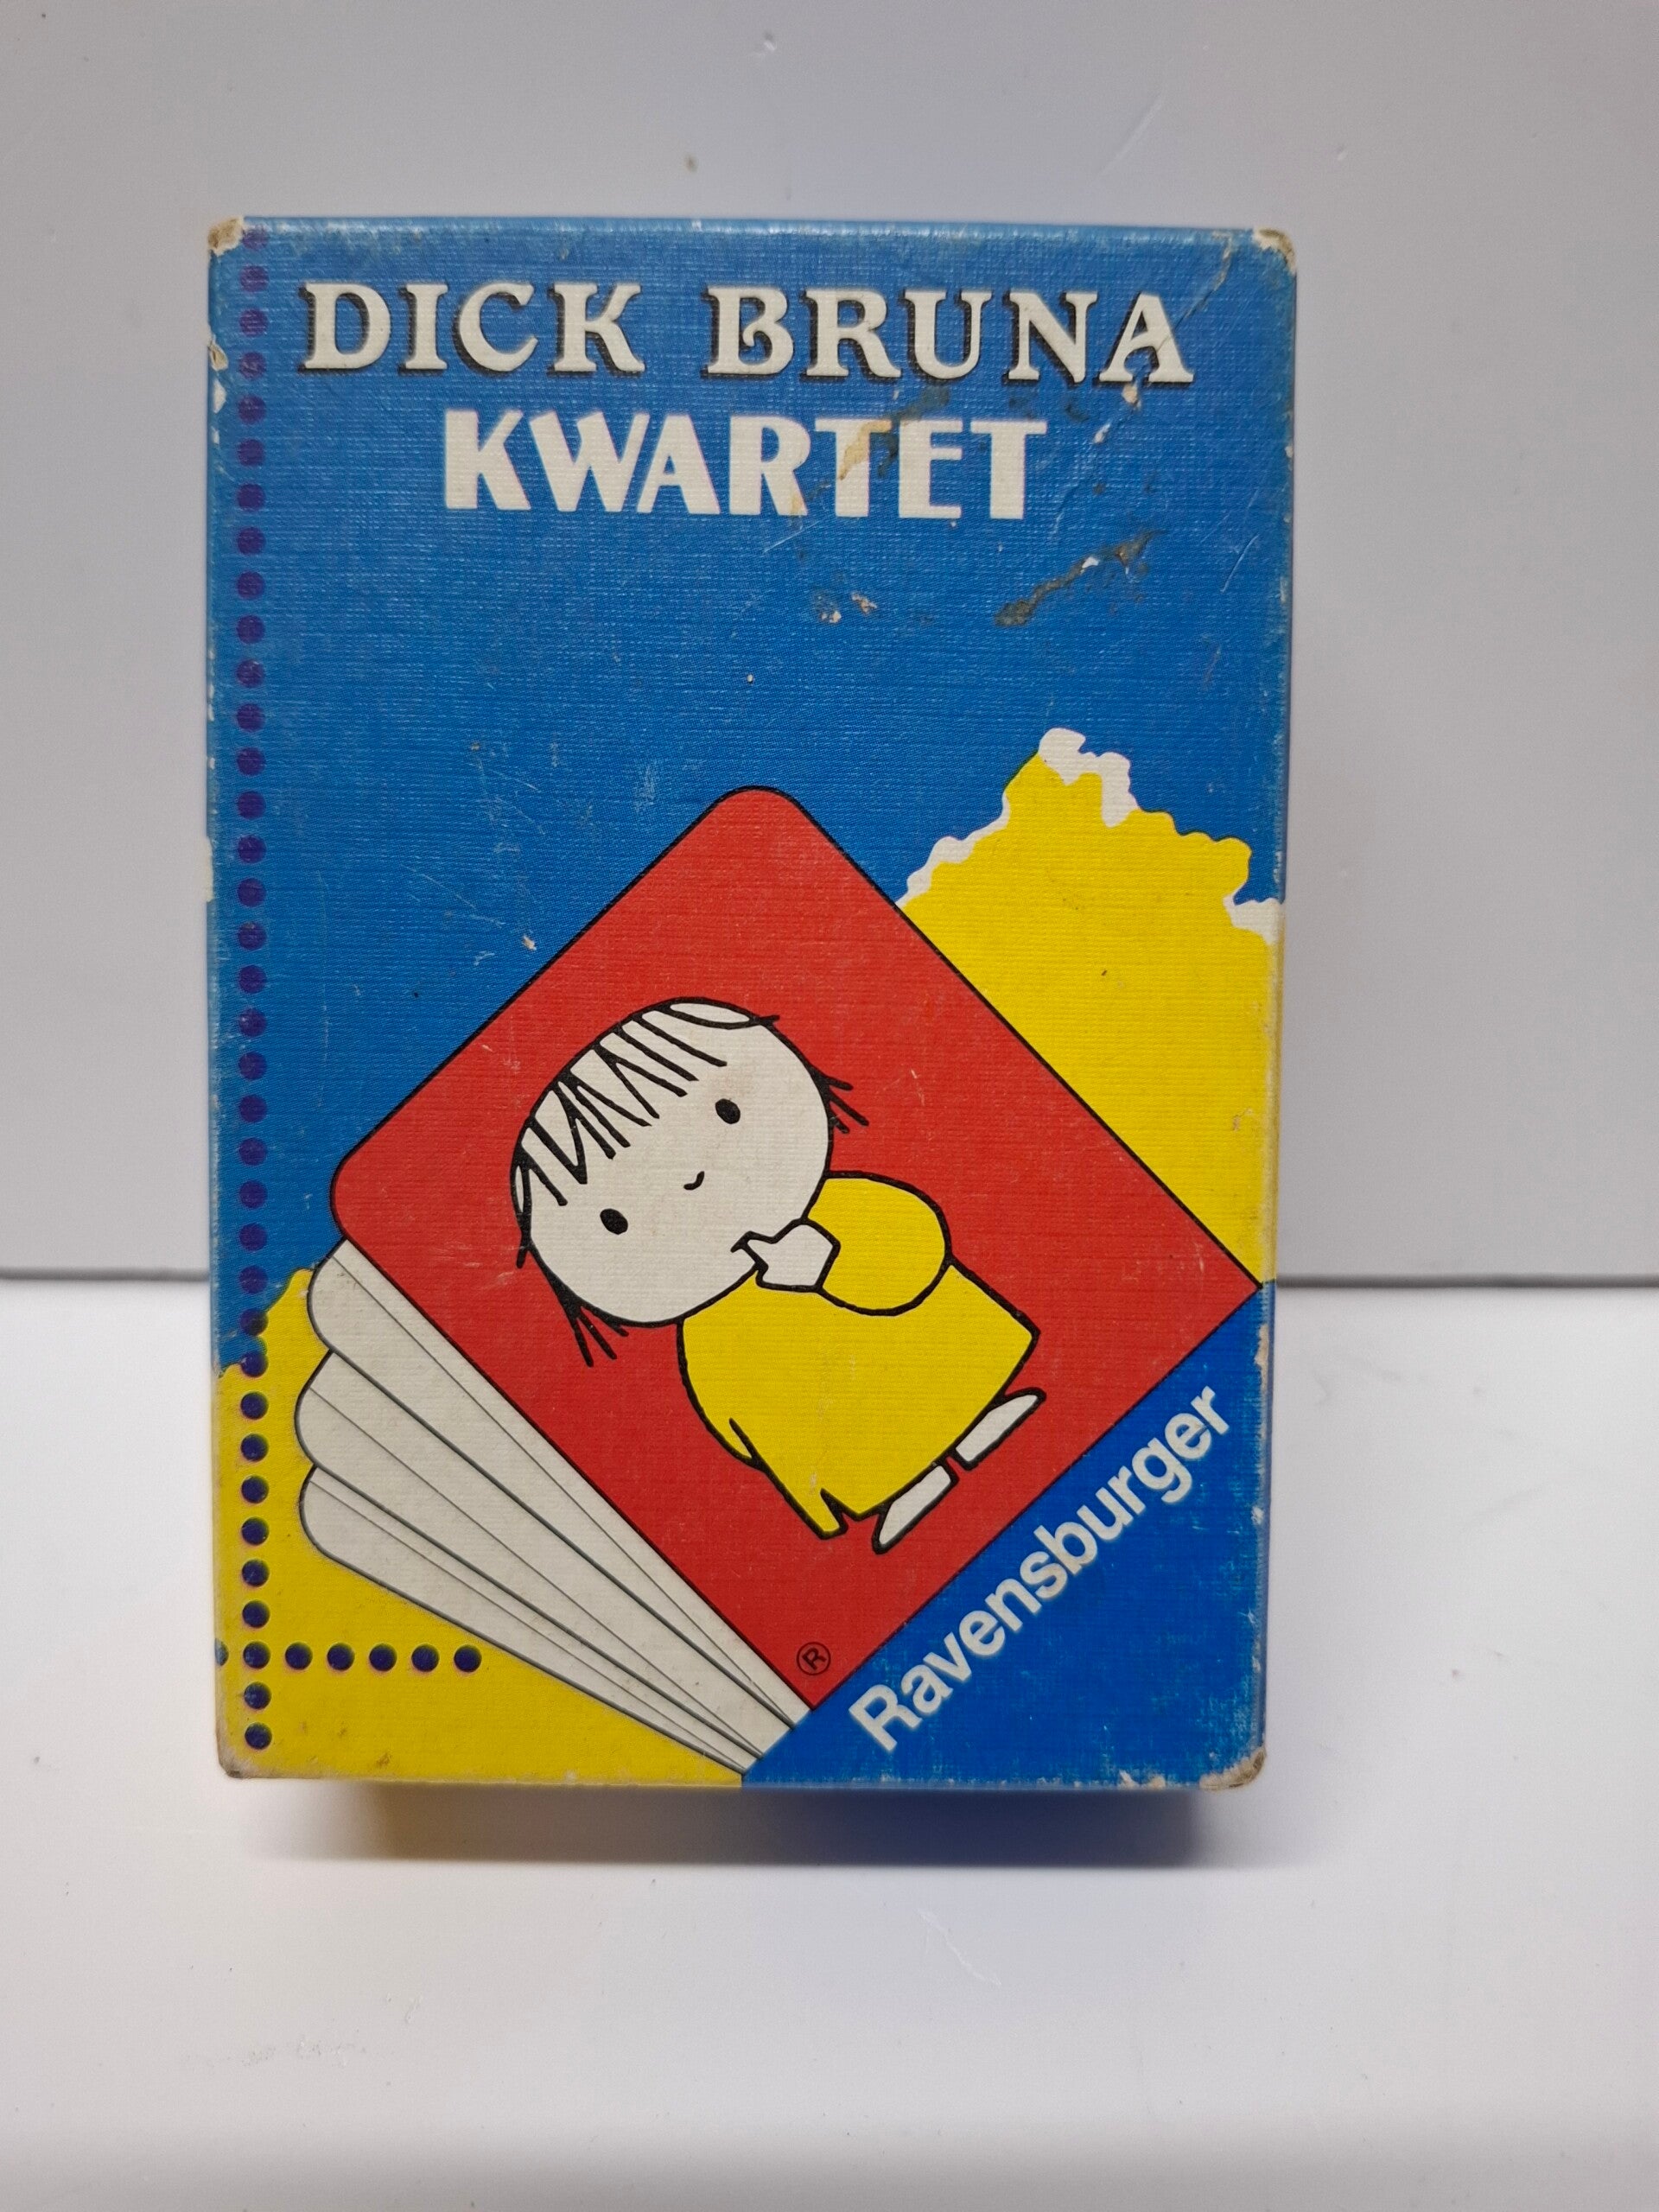 DICK BRUNA
KWARTET
Ravensburger
®